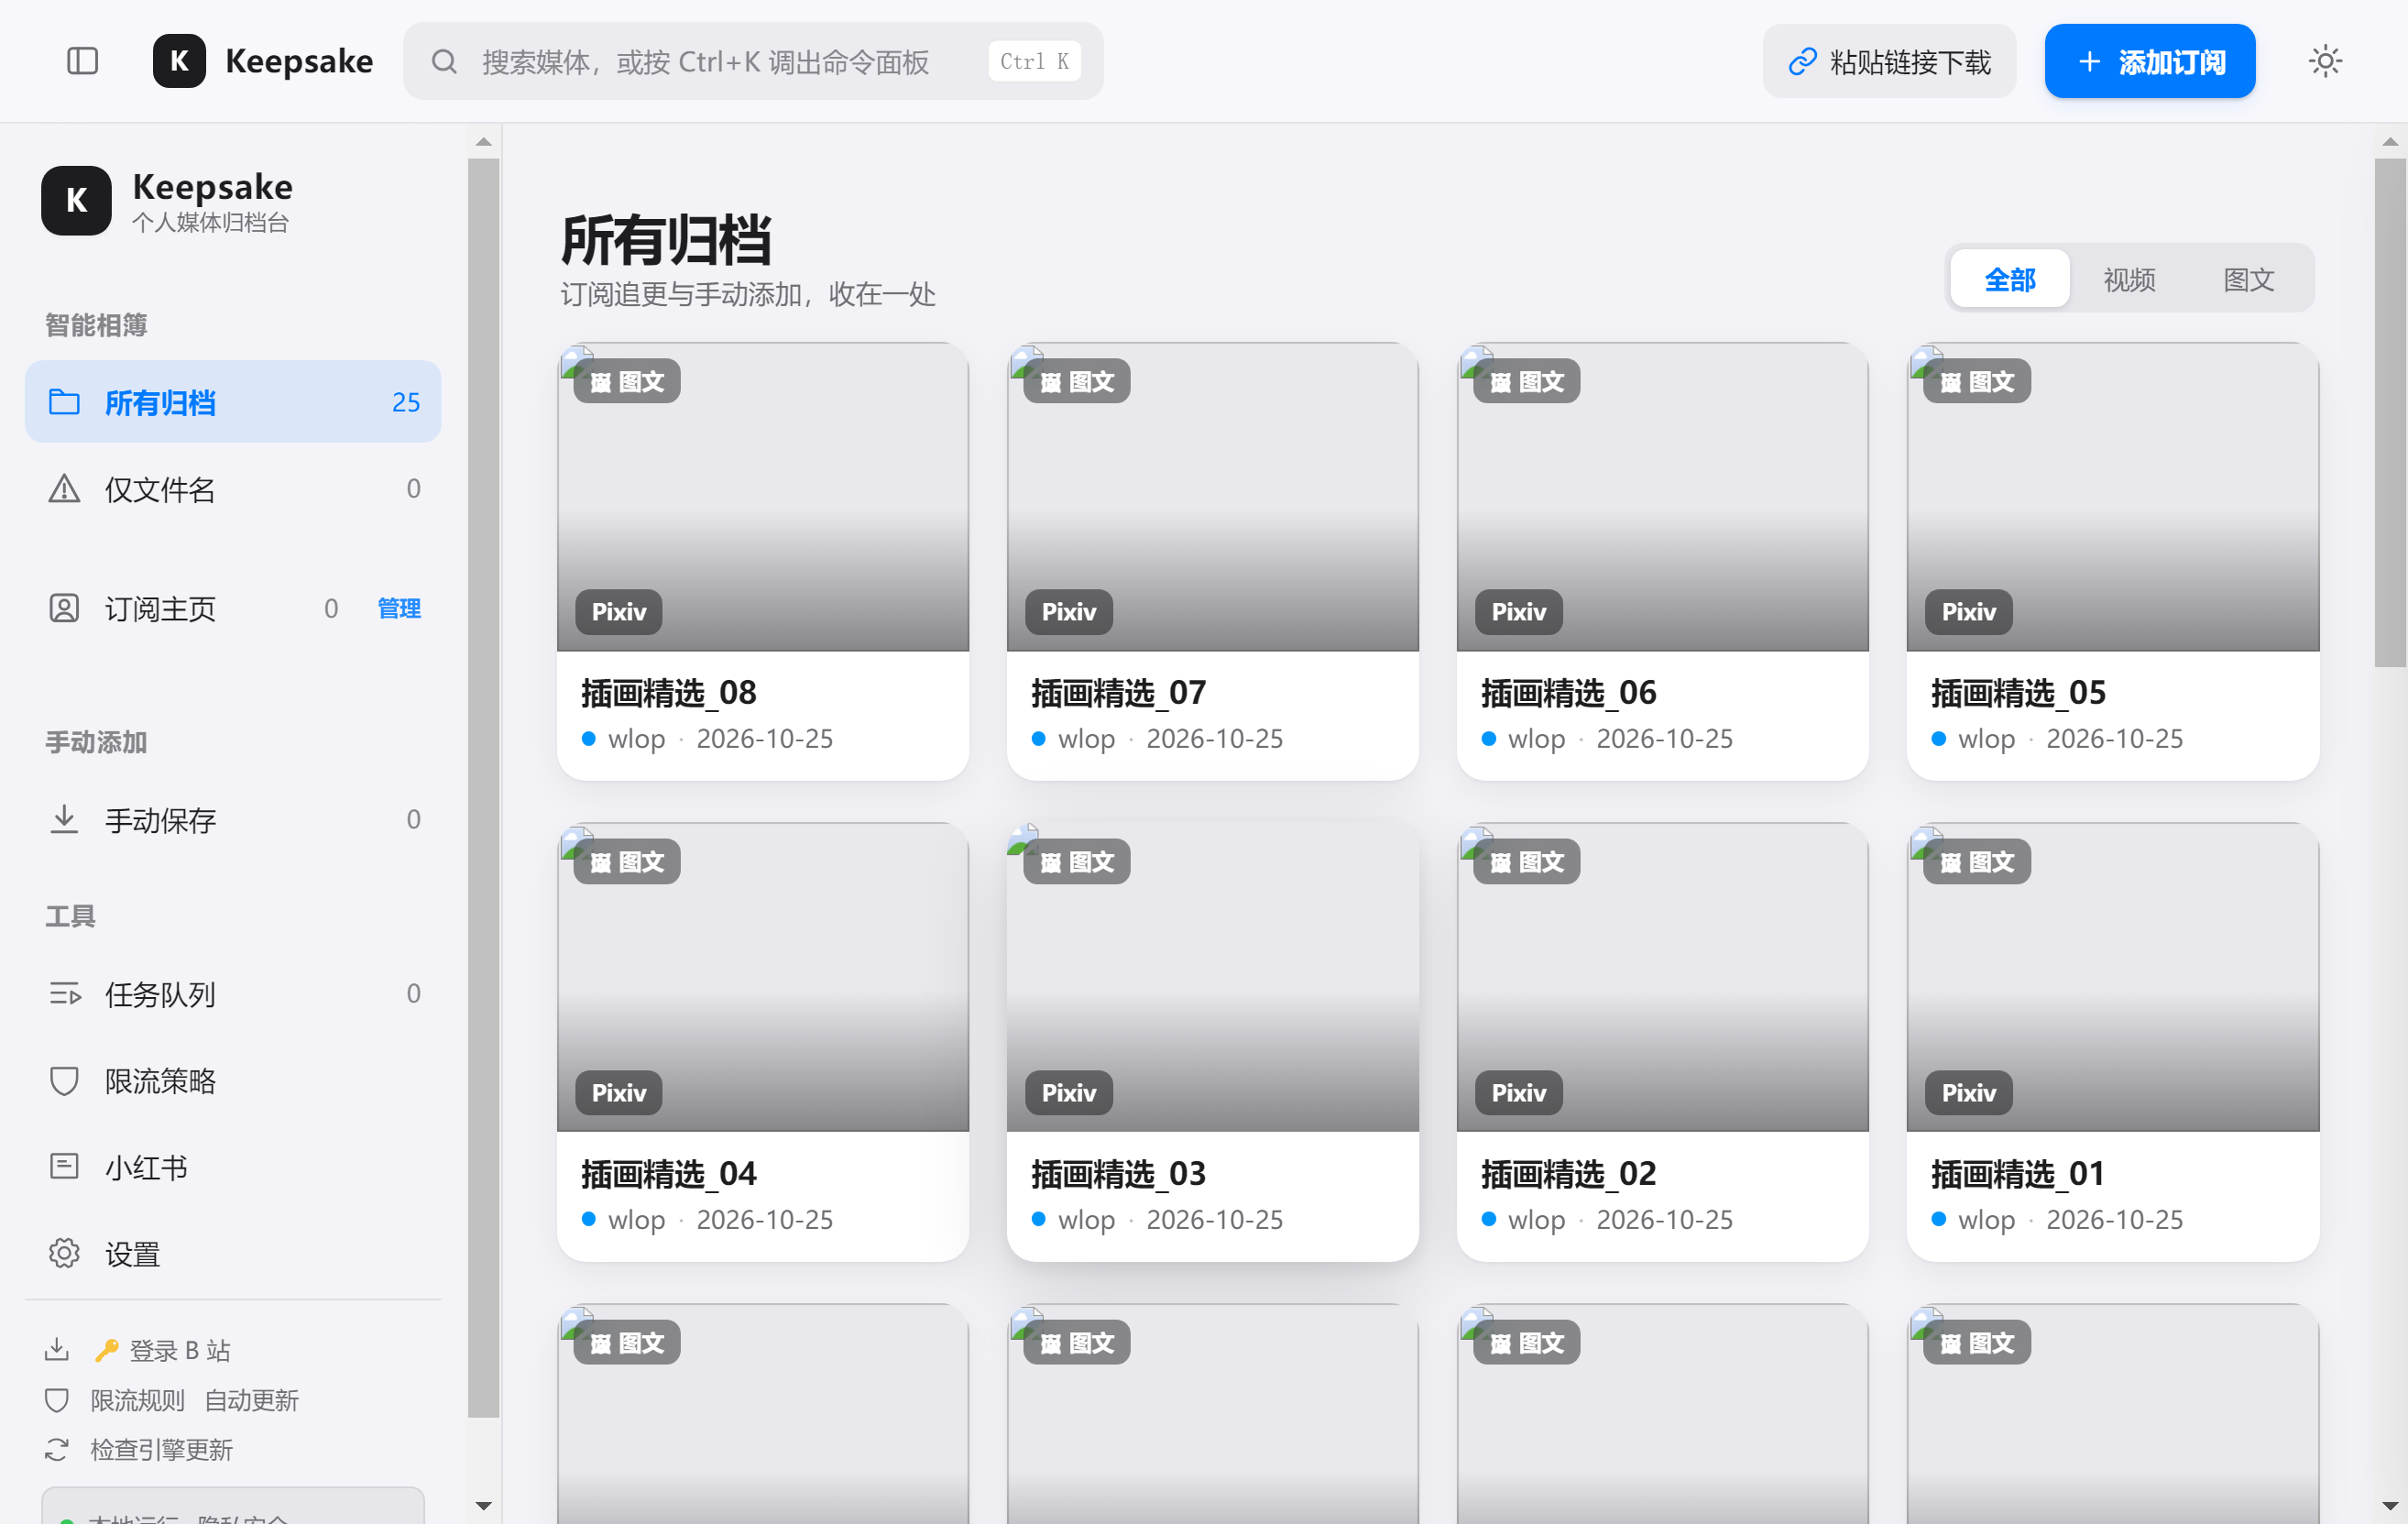 K Keepsake
搜索媒体，或按 Ctrl+K 调出命令面板 Ctrl K
粘贴链接下载
+ 添加订阅
K Keepsake
个人媒体归档台
智能相簿
所有归档 25
仅文件名 0
订阅主页 0 管理
手动添加
手动保存 0
工具
任务队列 0
限流策略
小红书
设置
🔑 登录 B 站
限流规则 自动更新
检查引擎更新
本地运行 隐私安全
所有归档
订阅追更与手动添加，收在一处
全部 视频 图文
图文 图文 图文 图文
Pixiv Pixiv Pixiv Pixiv
插画精选_08 插画精选_07 插画精选_06 插画精选_05
wlop · 2026-10-25 wlop · 2026-10-25 wlop · 2026-10-25 wlop · 2026-10-25
图文 图文 图文 图文
Pixiv Pixiv Pixiv Pixiv
插画精选_04 插画精选_03 插画精选_02 插画精选_01
wlop · 2026-10-25 wlop · 2026-10-25 wlop · 2026-10-25 wlop · 2026-10-25
图文 图文 图文 图文